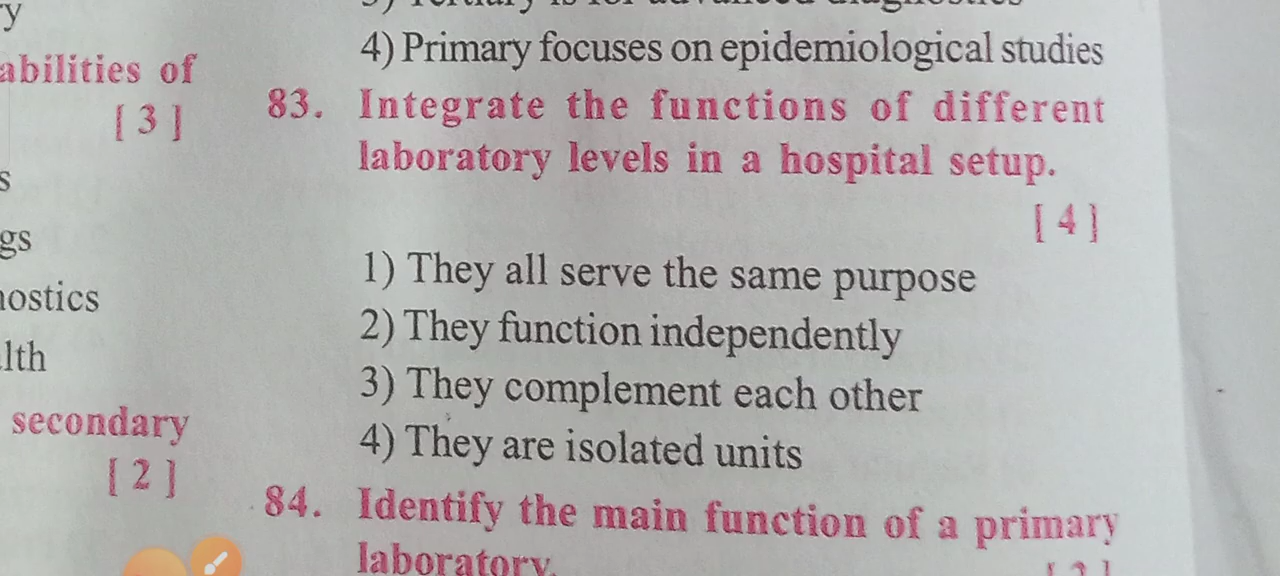 y
abilities of
[ 3 ]
s
gs
nostics
lth
secondary
[ 2 ]
4) Primary focuses on epidemiological studies
83. Integrate the functions of different
laboratory levels in a hospital setup.
[ 4 ]
1) They all serve the same purpose
2) They function independently
3) They complement each other
4) They are isolated units
84. Identify the main function of a primary
laboratory.